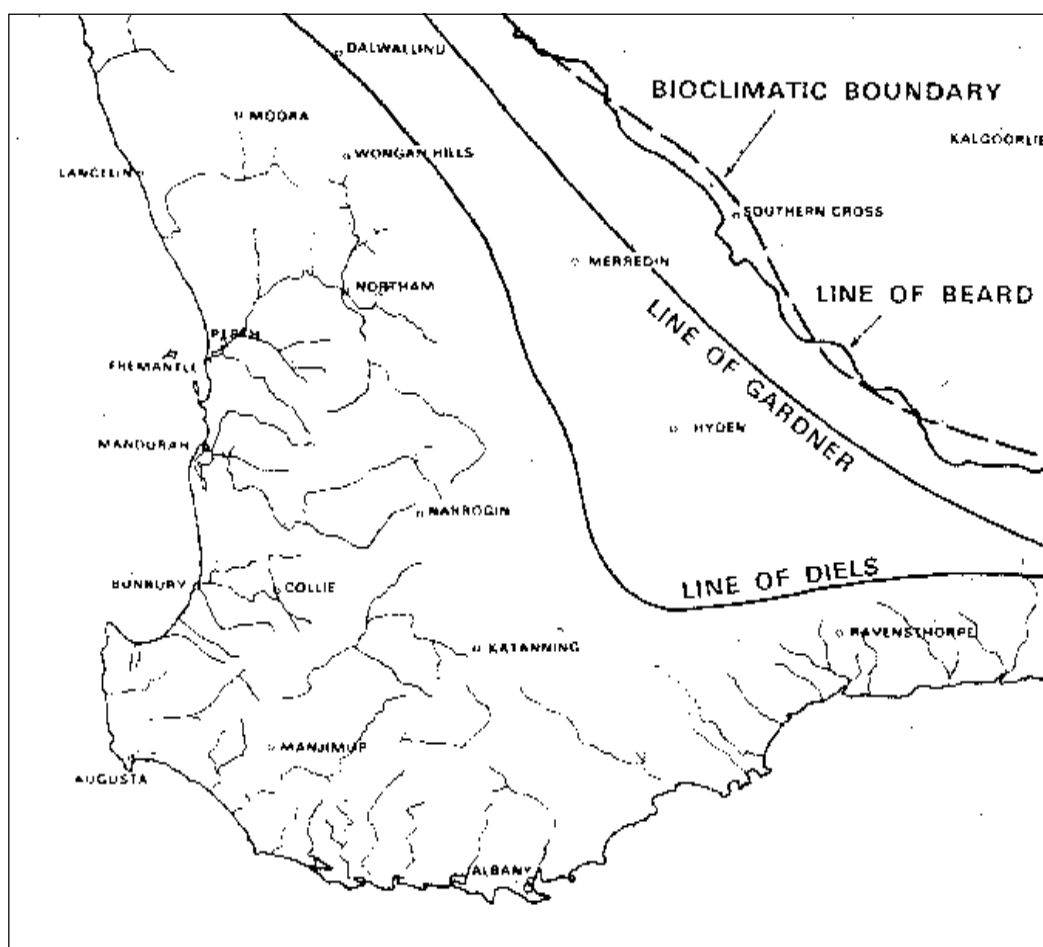 DALWALLINU
BIOCLIMATIC BOUNDARY
MOORA
KALGOORLIE
WONGAN HILLS
LANCELIN
SOUTHERN CROSS
MERREDIN
NORTHAM
LINE OF BEARD
PERTH
LINE OF GARDNER
FREMANTLE
HYDEN
MANDURAH
NARROGIN
LINE OF DIELS
BUNBURY
COLLIE
RAVENSTHORPE
KATANNING
MANJIMUP
AUGUSTA
ALBANY